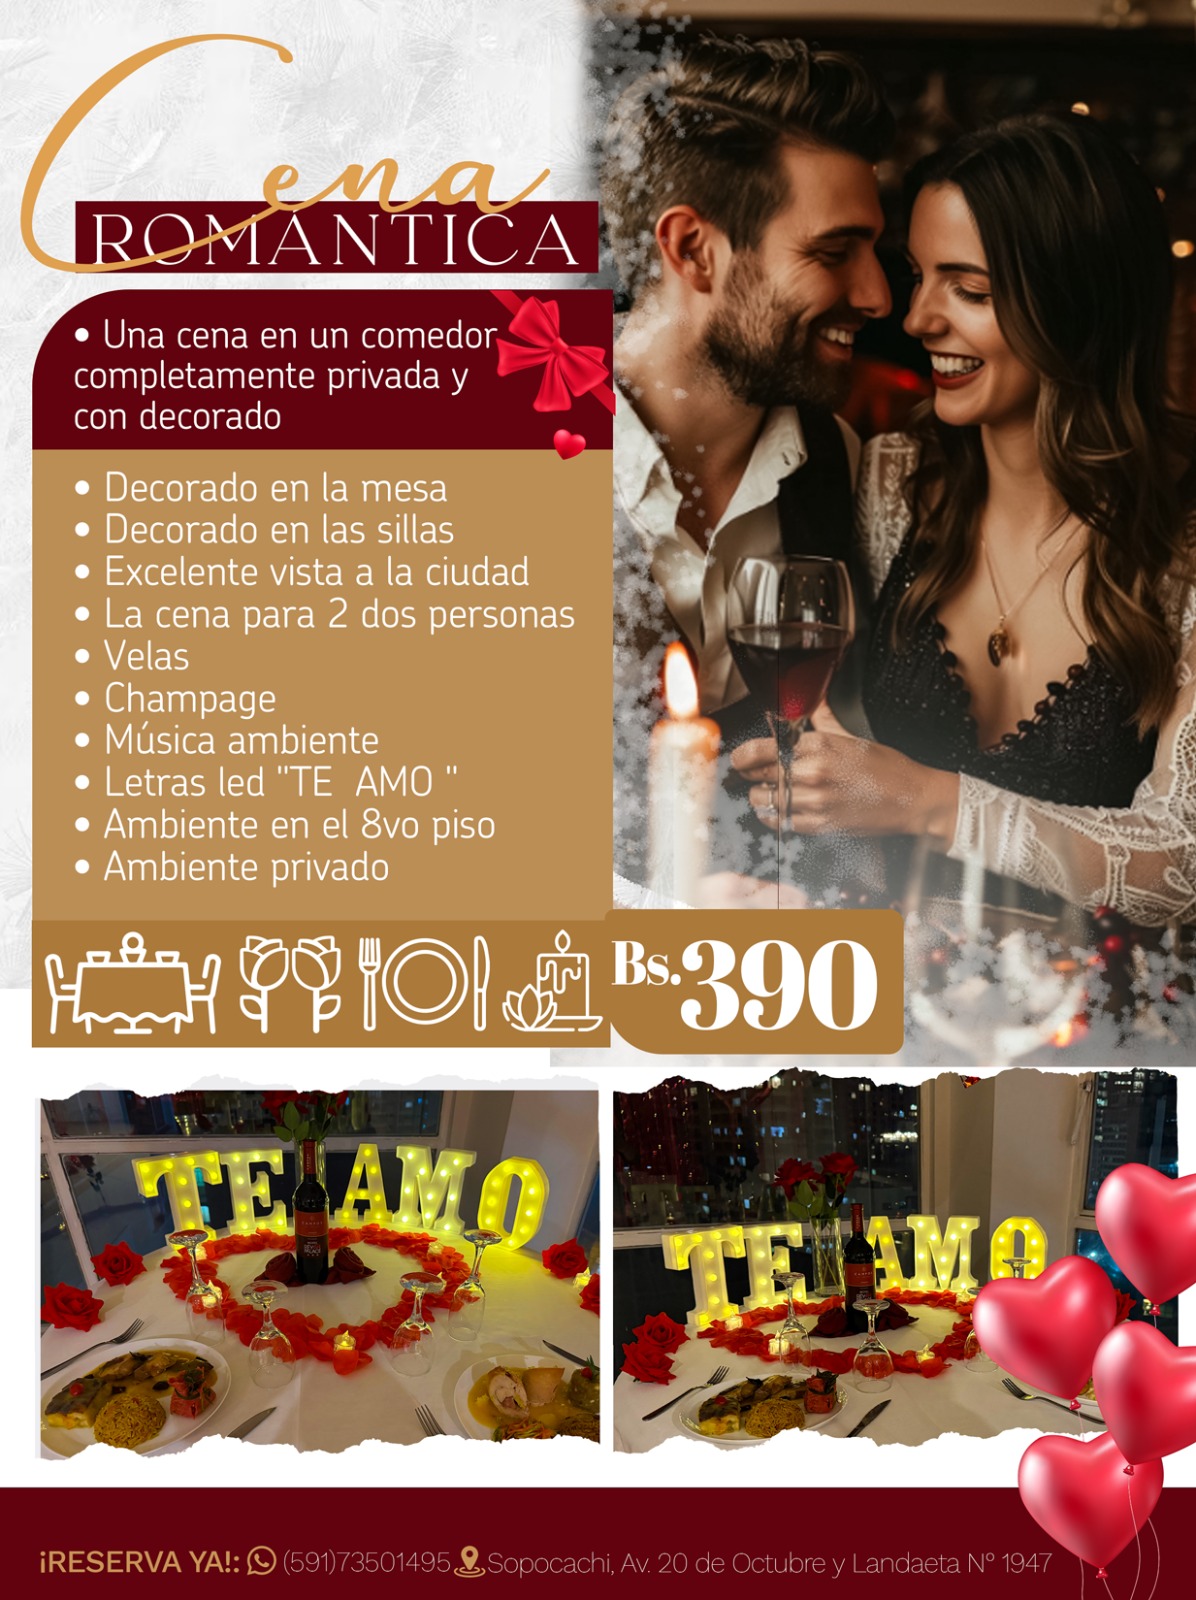 Cena
ROMÁNTICA
• Una cena en un comedor
completamente privada y
con decorado
• Decorado en la mesa
• Decorado en las sillas
• Excelente vista a la ciudad
• La cena para 2 dos personas
• Velas
• Champage
• Música ambiente
• Letras led "TE  AMO "
• Ambiente en el 8vo piso
• Ambiente privado
Bs.390
TE AMO
TE AMO
¡RESERVA YA!: (591)73501495 Sopocachi, Av. 20 de Octubre y Landaeta N° 1947